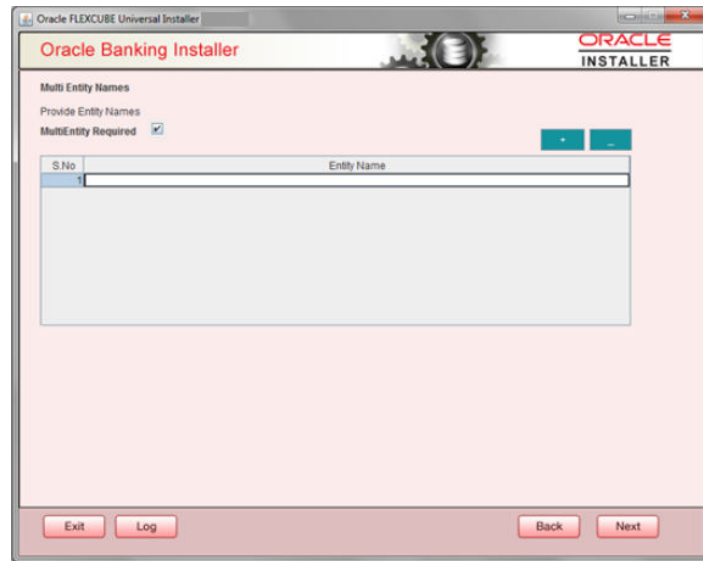 Oracle FLEXCUBE Universal Installer
Oracle Banking Installer
ORACLE
INSTALLER
Multi Entity Names
Provide Entity Names
MultiEntity Required
+ _
S.No Entity Name
1
Exit Log Back Next